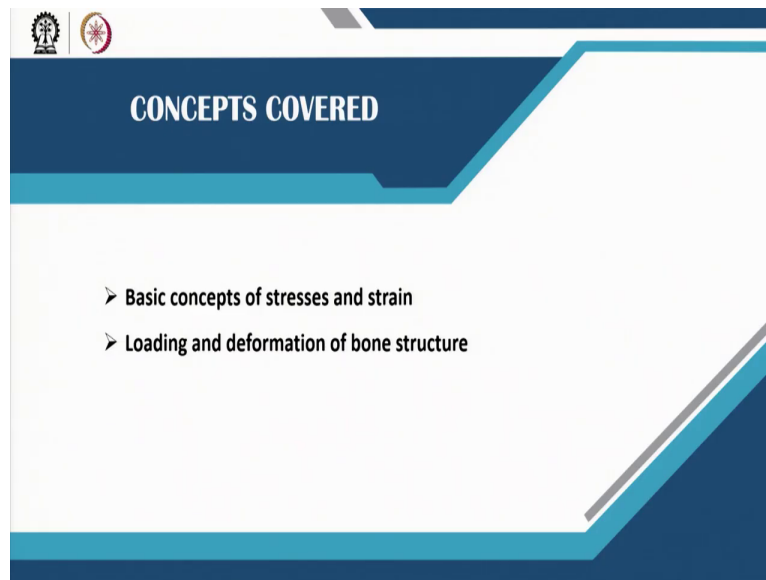 CONCEPTS COVERED
➢ Basic concepts of stresses and strain
➢ Loading and deformation of bone structure